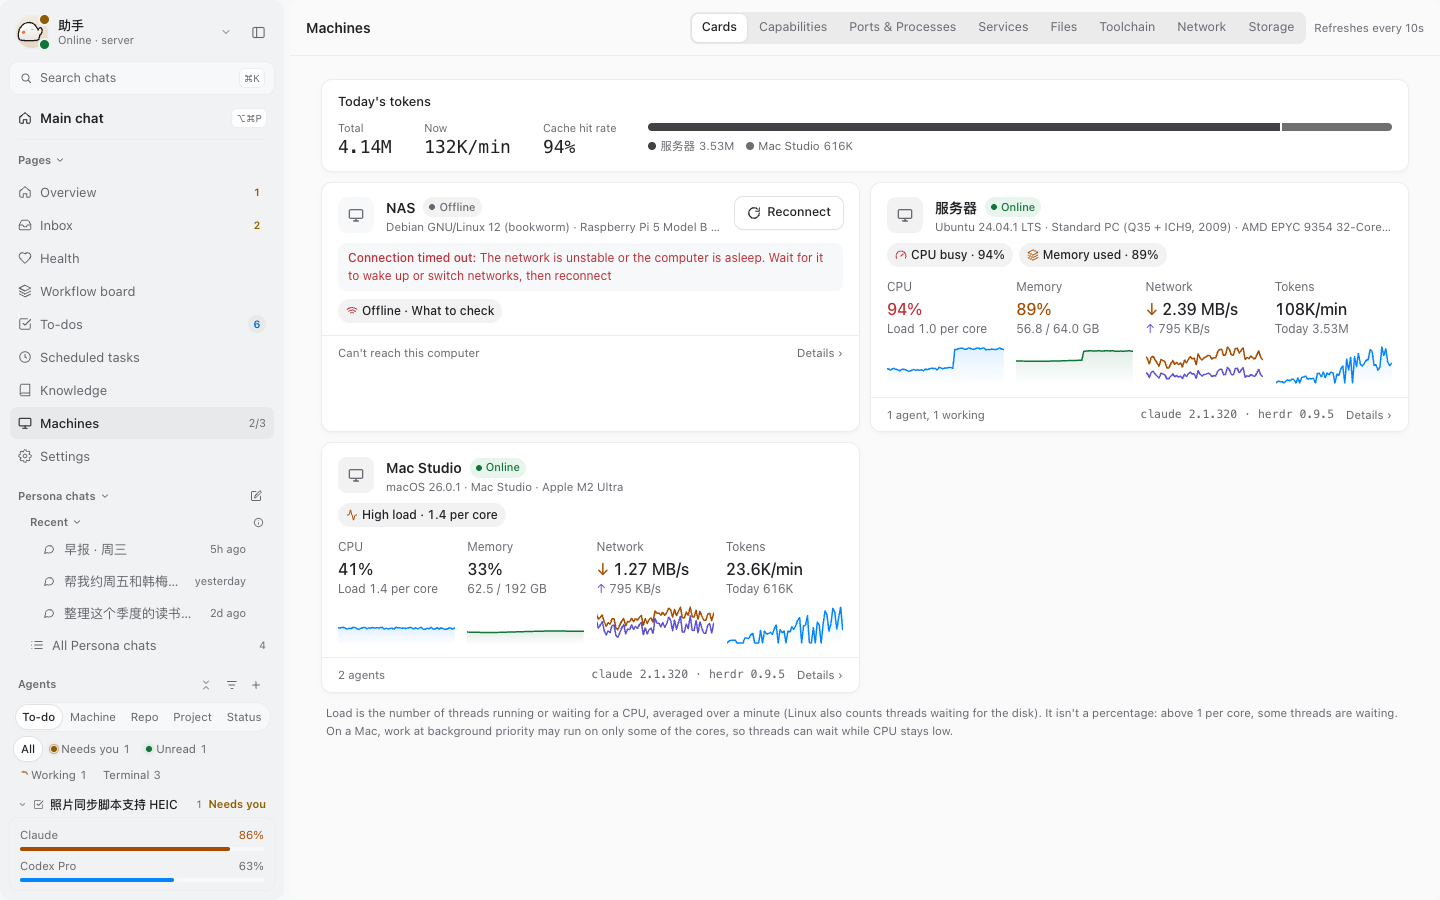 助手
Online · server
Search chats
⌘K
Main chat
⌥⌘P
Pages
Overview
1
Inbox
2
Health
Workflow board
To-dos
6
Scheduled tasks
Knowledge
Machines
2/3
Settings
Persona chats
Recent
早报 · 周三
5h ago
帮我约周五和韩梅...
yesterday
整理这个季度的读书...
2d ago
All Persona chats
4
Agents
To-do
Machine
Repo
Project
Status
All
Needs you 1
Unread 1
Working 1
Terminal 3
照片同步脚本支持 HEIC
1
Needs you
Claude
86%
Codex Pro
63%
Machines
Cards
Capabilities
Ports & Processes
Services
Files
Toolchain
Network
Storage
Refreshes every 10s
Today's tokens
Total
4.14M
Now
132K/min
Cache hit rate
94%
服务器 3.53M
Mac Studio 616K
NAS
Offline
Debian GNU/Linux 12 (bookworm) · Raspberry Pi 5 Model B ...
Reconnect
Connection timed out: The network is unstable or the computer is asleep. Wait for it
to wake up or switch networks, then reconnect
Offline · What to check
Can't reach this computer
Details ›
服务器
Online
Ubuntu 24.04.1 LTS · Standard PC (Q35 + ICH9, 2009) · AMD EPYC 9354 32-Core...
CPU busy · 94%
Memory used · 89%
CPU
94%
Load 1.0 per core
Memory
89%
56.8 / 64.0 GB
Network
↓ 2.39 MB/s
↑ 795 KB/s
Tokens
108K/min
Today 3.53M
1 agent, 1 working
claude 2.1.320 · herdr 0.9.5
Details ›
Mac Studio
Online
macOS 26.0.1 · Mac Studio · Apple M2 Ultra
High load · 1.4 per core
CPU
41%
Load 1.4 per core
Memory
33%
62.5 / 192 GB
Network
↓ 1.27 MB/s
↑ 795 KB/s
Tokens
23.6K/min
Today 616K
2 agents
claude 2.1.320 · herdr 0.9.5
Details ›
Load is the number of threads running or waiting for a CPU, averaged over a minute (Linux also counts threads waiting for the disk). It isn't a percentage: above 1 per core, some threads are waiting.
On a Mac, work at background priority may run on only some of the cores, so threads can wait while CPU stays low.